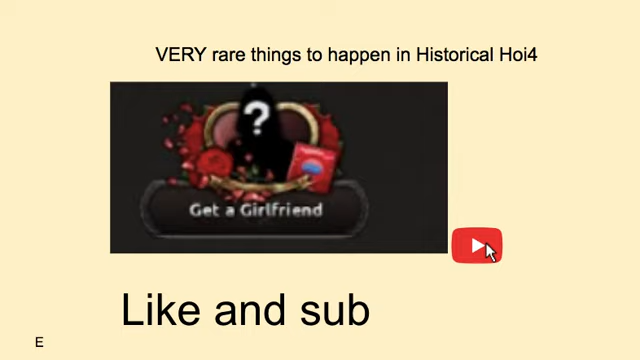 VERY rare things to happen in Historical Hoi4
?
Get a Girlfriend
Like and sub
E